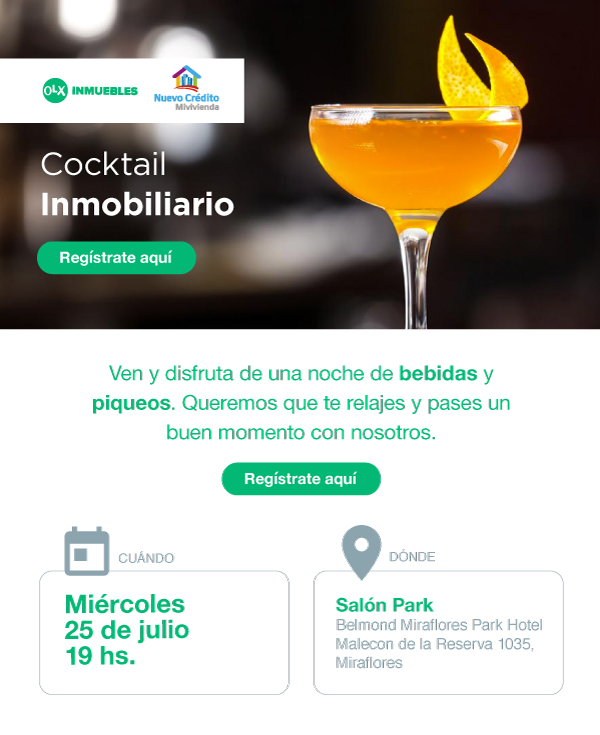 OLX INMUEBLES
Nuevo Crédito
Mivivienda
Cocktail
Inmobiliario
Regístrate aquí
Ven y disfruta de una noche de bebidas y
piqueos. Queremos que te relajes y pases un
buen momento con nosotros.
Regístrate aquí
CUÁNDO
Miércoles
25 de julio
19 hs.
DÓNDE
Salón Park
Belmond Miraflores Park Hotel
Malecon de la Reserva 1035,
Miraflores